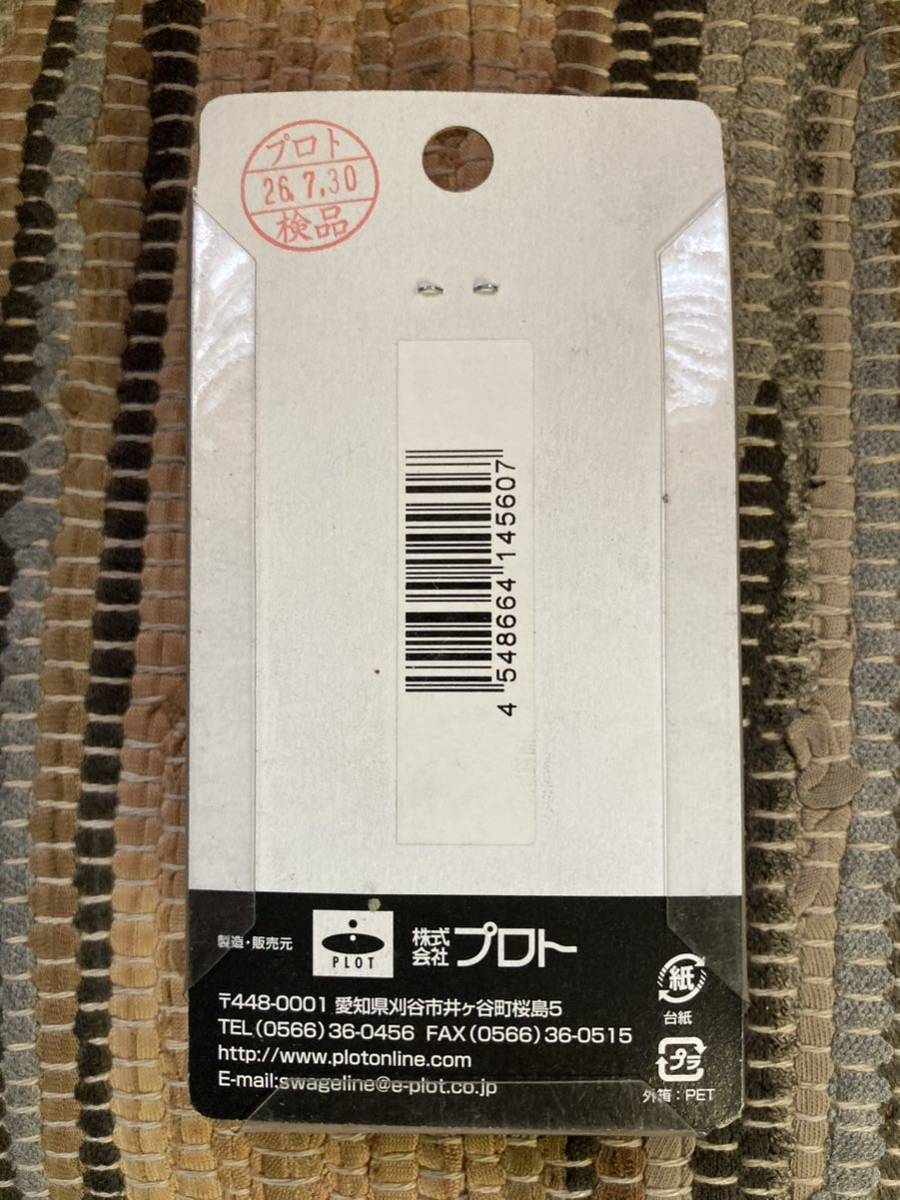 プロト
26.7.30
検品
4 548664 145607
製造・販売元
PLOT
株式会社プロト
〒448-0001 愛知県刈谷市井ヶ谷町桜島5
TEL(0566)36-0456 FAX(0566)36-0515
http://www.plotonline.com
E-mail:swageline@e-plot.co.jp
紙
台紙
プラ
外箱:PET